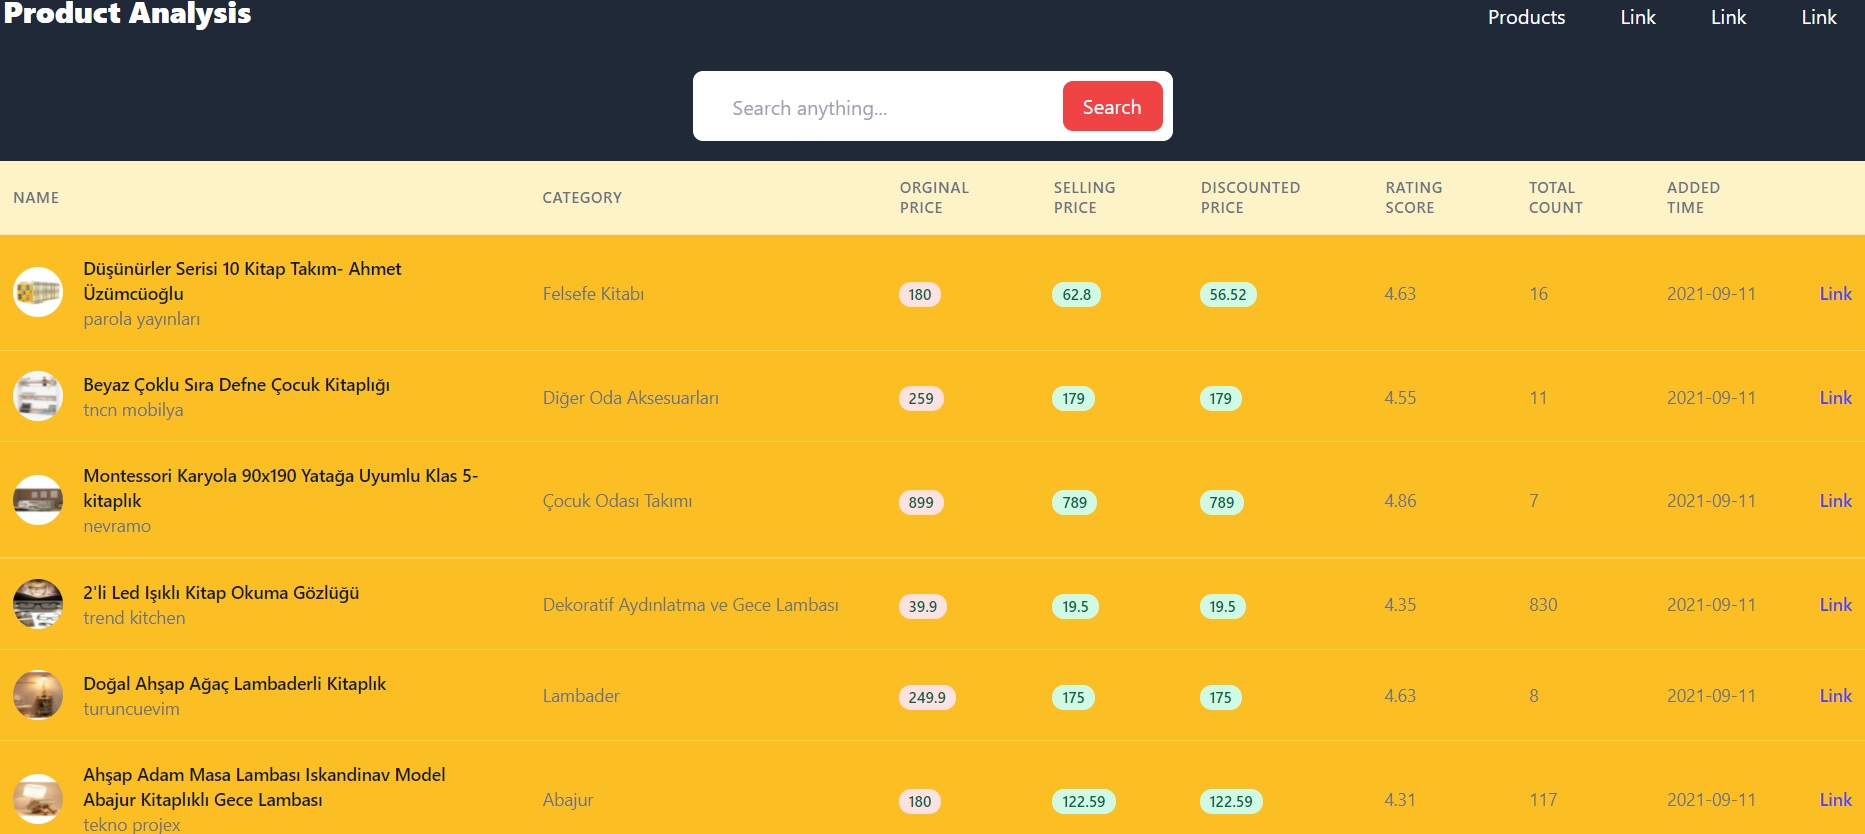 Product Analysis
Products Link Link Link
Search anything... Search
NAME CATEGORY ORGINAL PRICE SELLING PRICE DISCOUNTED PRICE RATING SCORE TOTAL COUNT ADDED TIME
Düşünürler Serisi 10 Kitap Takım- Ahmet
Üzümcüoğlu
parola yayınları
Felsefe Kitabı 180 62.8 56.52 4.63 16 2021-09-11 Link
Beyaz Çoklu Sıra Defne Çocuk Kitaplığı
tncn mobilya
Diğer Oda Aksesuarları 259 179 179 4.55 11 2021-09-11 Link
Montessori Karyola 90x190 Yatağa Uyumlu Klas 5-
kitaplık
nevramo
Çocuk Odası Takımı 899 789 789 4.86 7 2021-09-11 Link
2'li Led Işıklı Kitap Okuma Gözlüğü
trend kitchen
Dekoratif Aydınlatma ve Gece Lambası 39.9 19.5 19.5 4.35 830 2021-09-11 Link
Doğal Ahşap Ağaç Lambaderli Kitaplık
turuncuevim
Lambader 249.9 175 175 4.63 8 2021-09-11 Link
Ahşap Adam Masa Lambası Iskandinav Model
Abajur Kitaplıklı Gece Lambası
tekno projex
Abajur 180 122.59 122.59 4.31 117 2021-09-11 Link